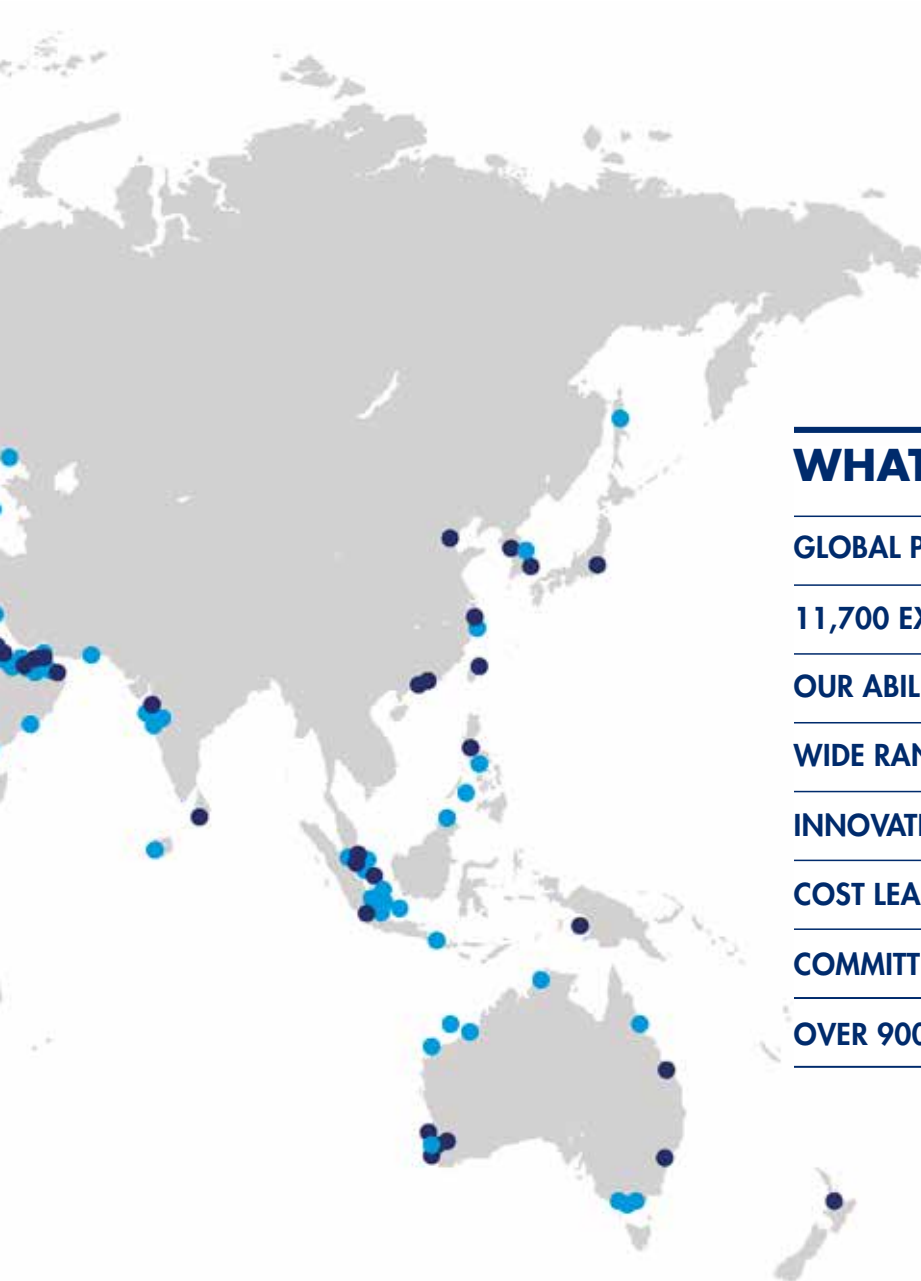 WHAT
GLOBAL P
11,700 EX
OUR ABIL
WIDE RAN
INNOVATI
COST LEA
COMMITT
OVER 900